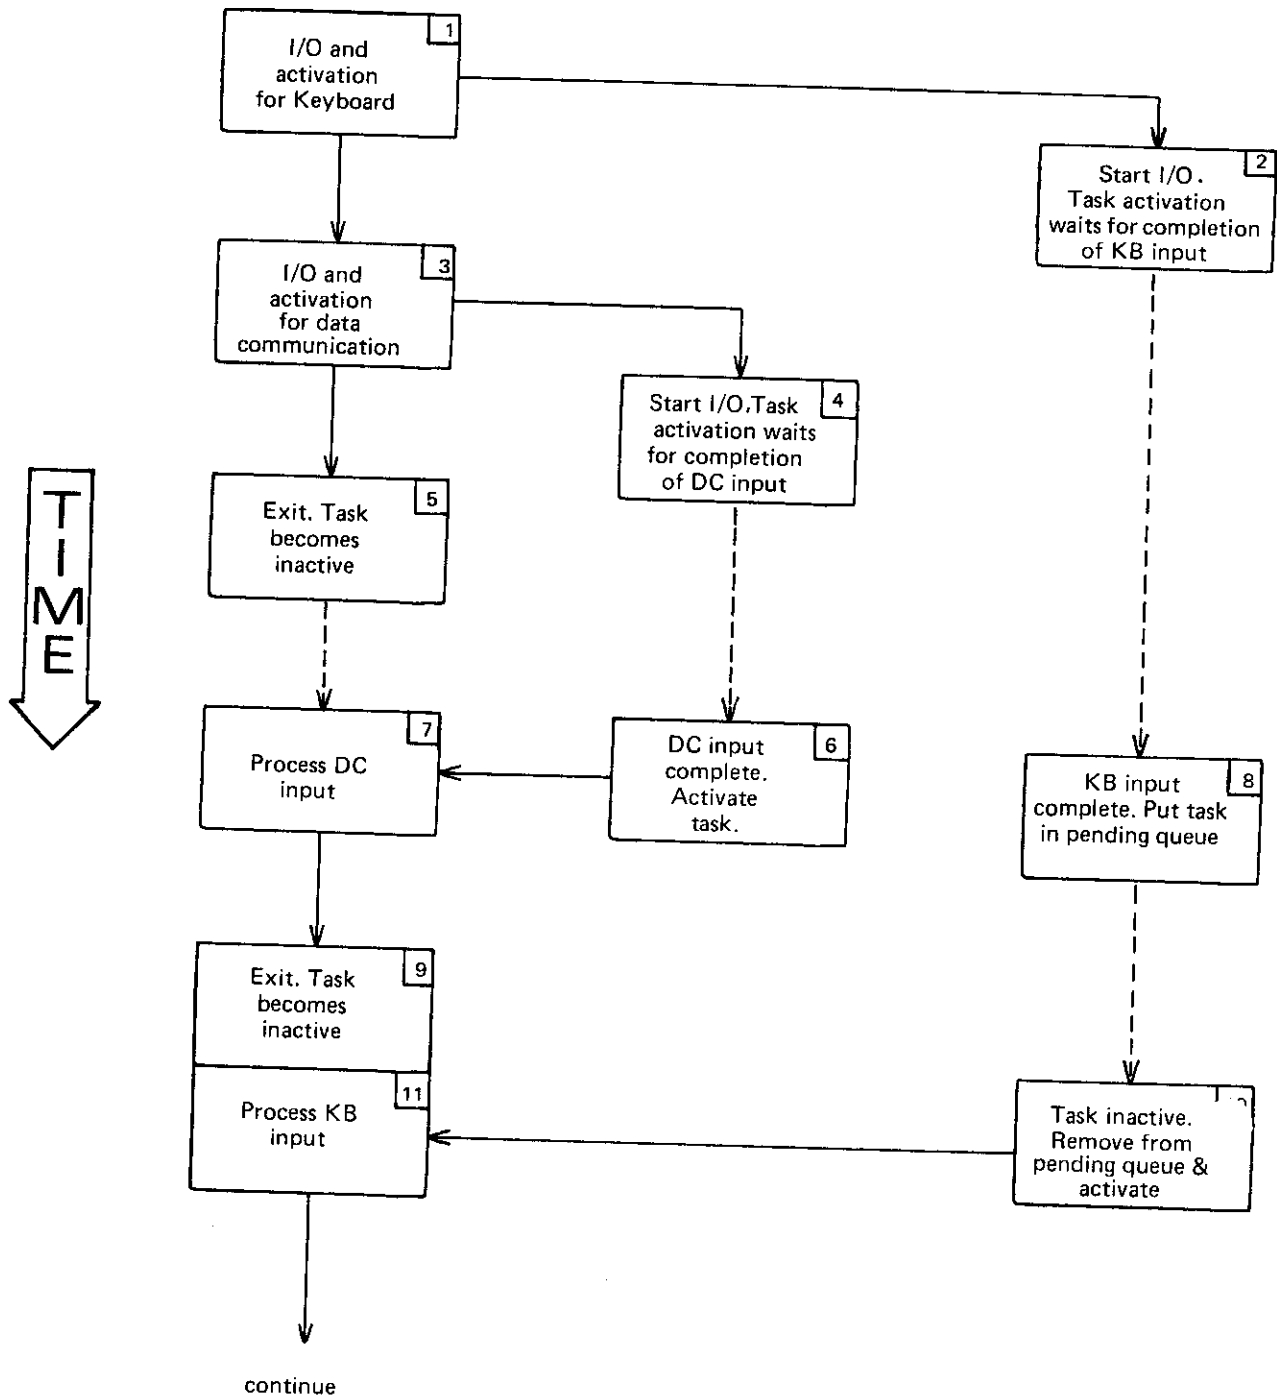 1
I/O and
activation
for Keyboard
2
Start I/O.
Task activation
waits for completion
of KB input
3
I/O and
activation
for data
communication
4
Start I/O. Task
activation waits
for completion
of DC input
TIME
5
Exit. Task
becomes
inactive
7
Process DC
input
6
DC input
complete.
Activate
task.
8
KB input
complete. Put task
in pending queue
9
Exit. Task
becomes
inactive
11
Process KB
input
Task inactive.
Remove from
pending queue &
activate
continue